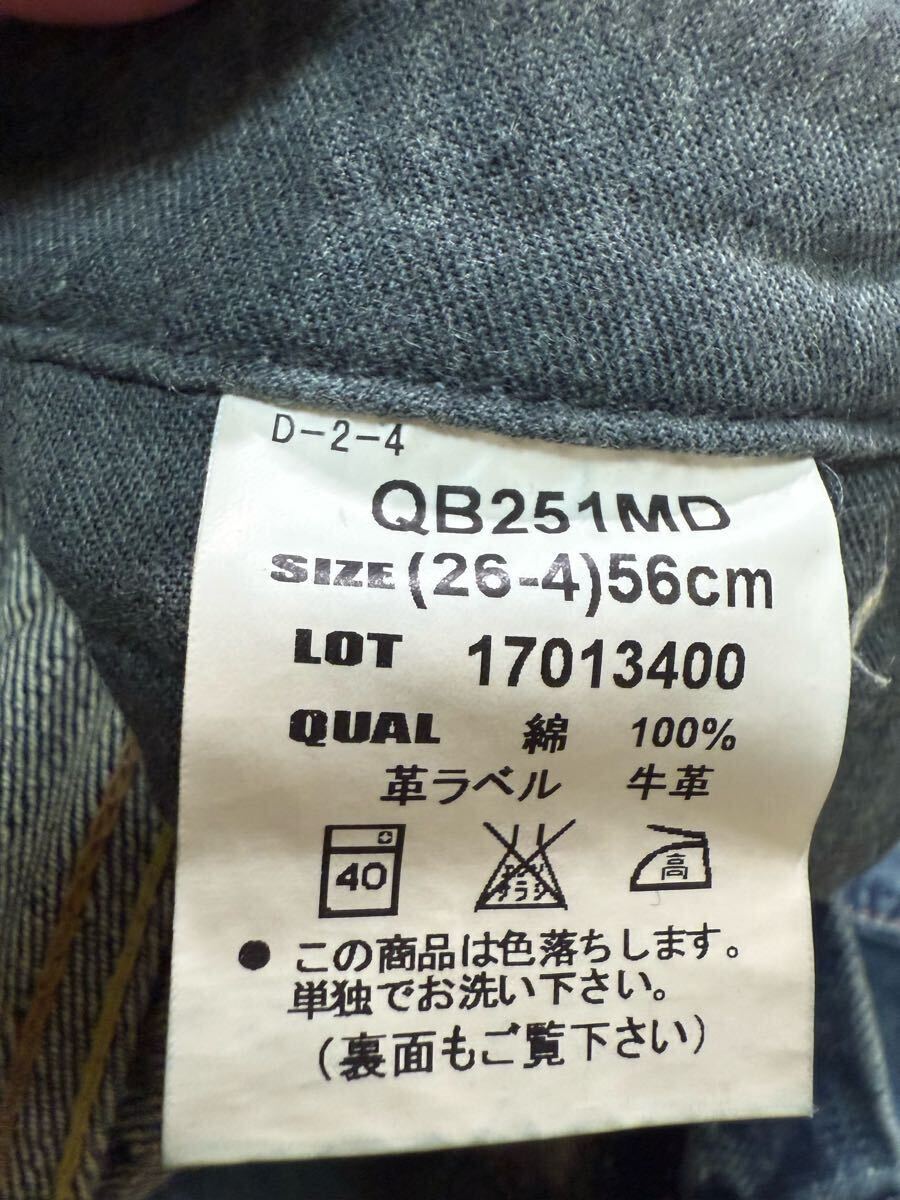 D-2-4
QB251MD
SIZE (26-4)56cm
LOT 17013400
QUAL 綿 100%
革ラベル 牛革
40 高
● この商品は色落ちします。
単独でお洗い下さい。
(裏面もご覧下さい)